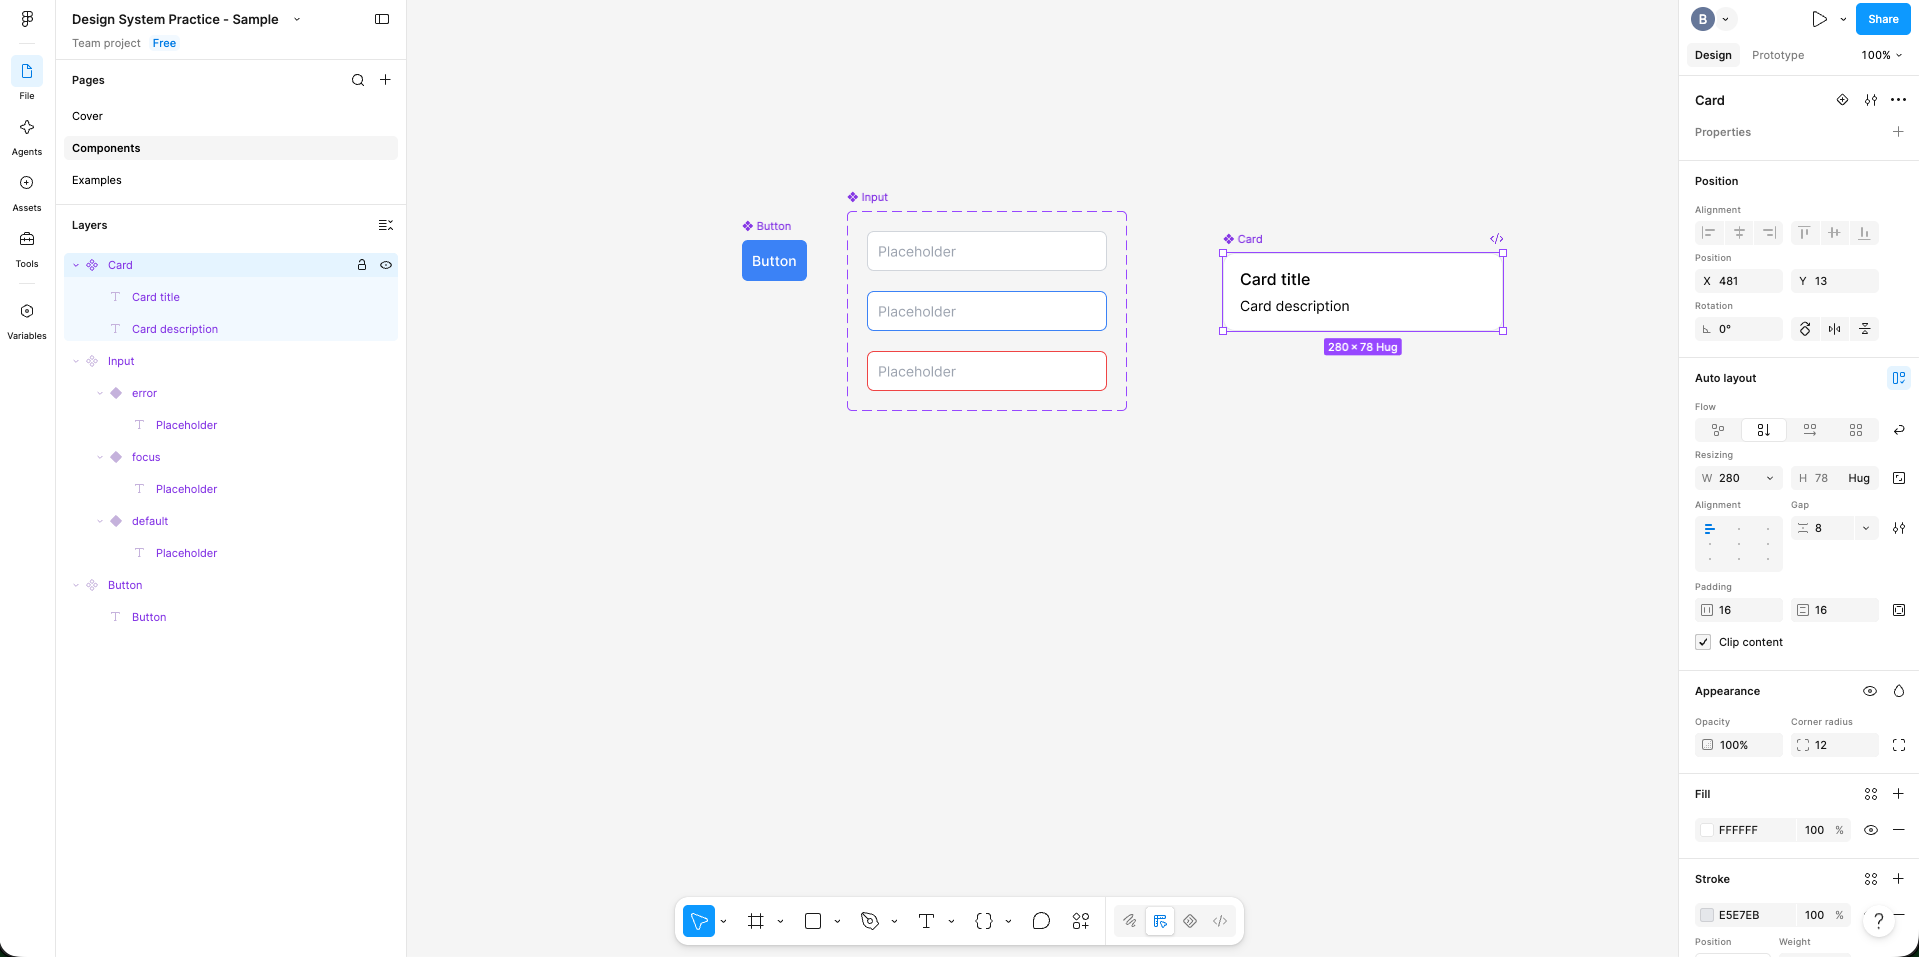 Design System Practice - Sample
Team project Free
File
Agents
Assets
Tools
Variables
Pages
Cover
Components
Examples
Layers
Card
Card title
Card description
Input
error
Placeholder
focus
Placeholder
default
Placeholder
Button
Button
Button
Button
Input
Placeholder
Placeholder
Placeholder
Card
</>
Card title
Card description
280 × 78 Hug
B
Share
Design Prototype 100%
Card
Properties
Position
Alignment
Position
X 481 Y 13
Rotation
0°
Auto layout
Flow
Resizing
W 280 H 78 Hug
Alignment Gap
8
Padding
16 16
Clip content
Appearance
Opacity Corner radius
100% 12
Fill
FFFFFF 100 %
Stroke
E5E7EB 100 %
?
Position Weight